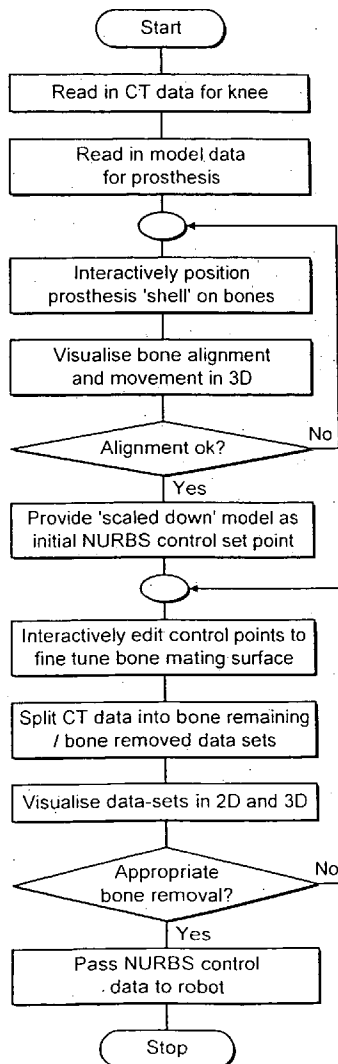 Start
Read in CT data for knee
Read in model data
for prosthesis
Interactively position
prosthesis 'shell' on bones
Visualise bone alignment
and movement in 3D
Alignment ok?
No
Yes
Provide 'scaled down' model as
initial NURBS control set point
Interactively edit control points to
fine tune bone mating surface
Split CT data into bone remaining
/ bone removed data sets
Visualise data-sets in 2D and 3D
Appropriate
bone removal?
No
Yes
Pass NURBS control
data to robot
Stop